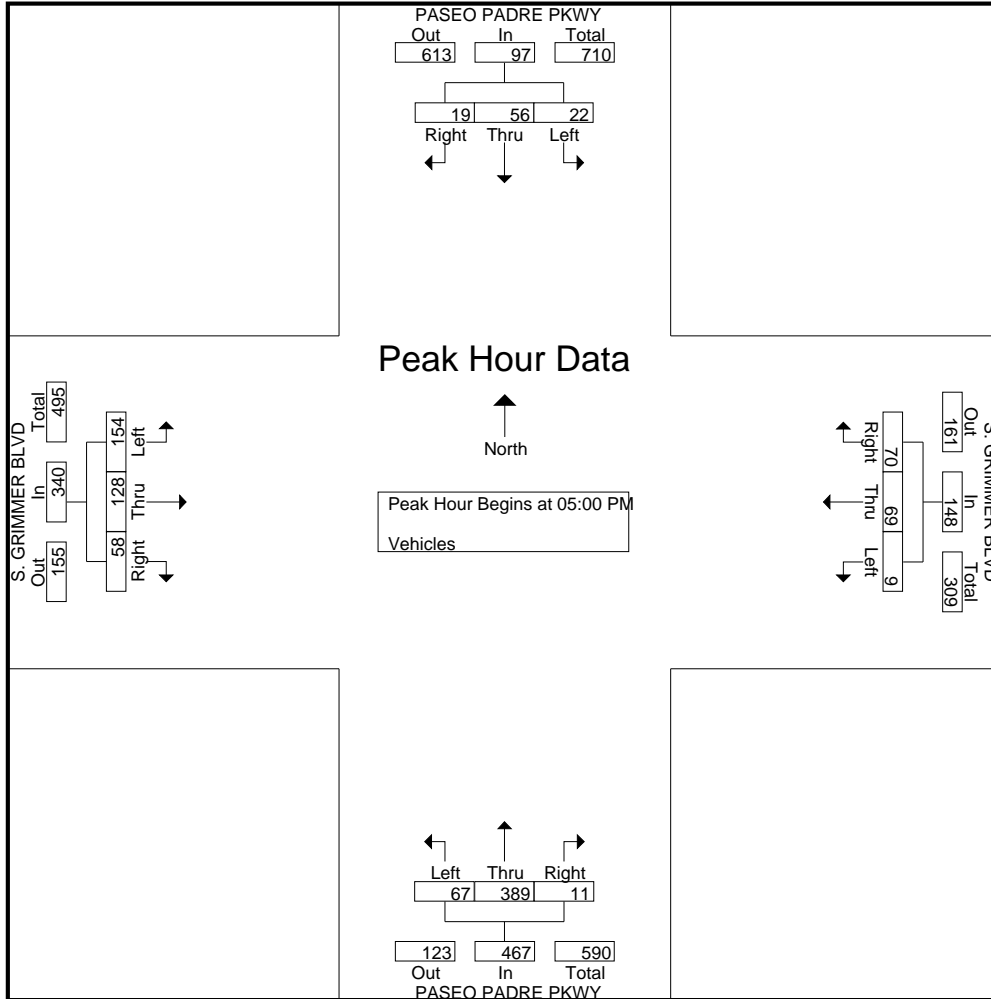 PASEO PADRE PKWY
Out In Total
613 97 710
19 56 22
Right Thru Left
Peak Hour Data
North
Peak Hour Begins at 05:00 PM
Vehicles
S. GRIMMER BLVD
Out In Total
155 340 495
Left Thru Right
154 128 58
S. GRIMMER BLVD
Out In Total
161 148 309
Right Thru Left
70 69 9
Left Thru Right
67 389 11
123 467 590
Out In Total
PASEO PADRE PKWY